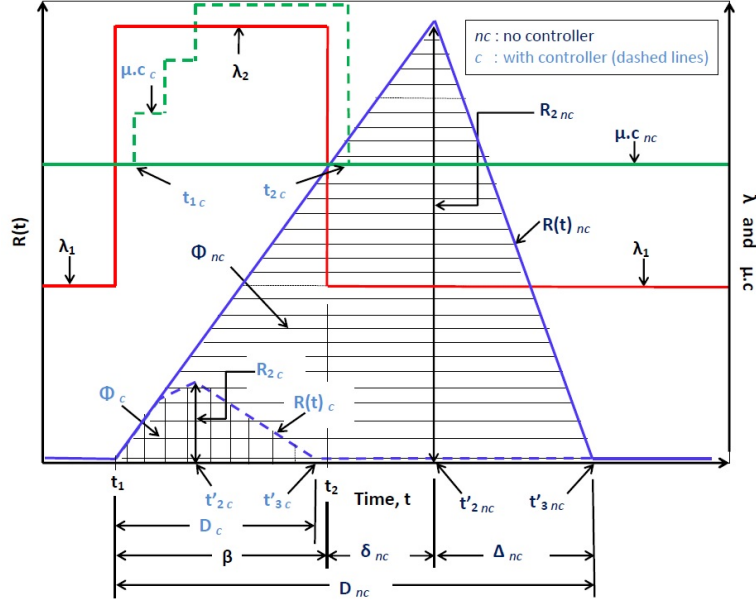 nc : no controller
c : with controller (dashed lines)
λ₂
μ.c c
R₂ nc
μ.c nc
t₁ c
t₂ c
R(t)
λ and μ.c
R(t) nc
λ₁
Φ nc
λ₁
R₂ c
Φ c
R(t) c
t₁
t'₂ c
t'₃ c
t₂
Time, t
t'₂ nc
t'₃ nc
D c
β
δ nc
Δ nc
D nc